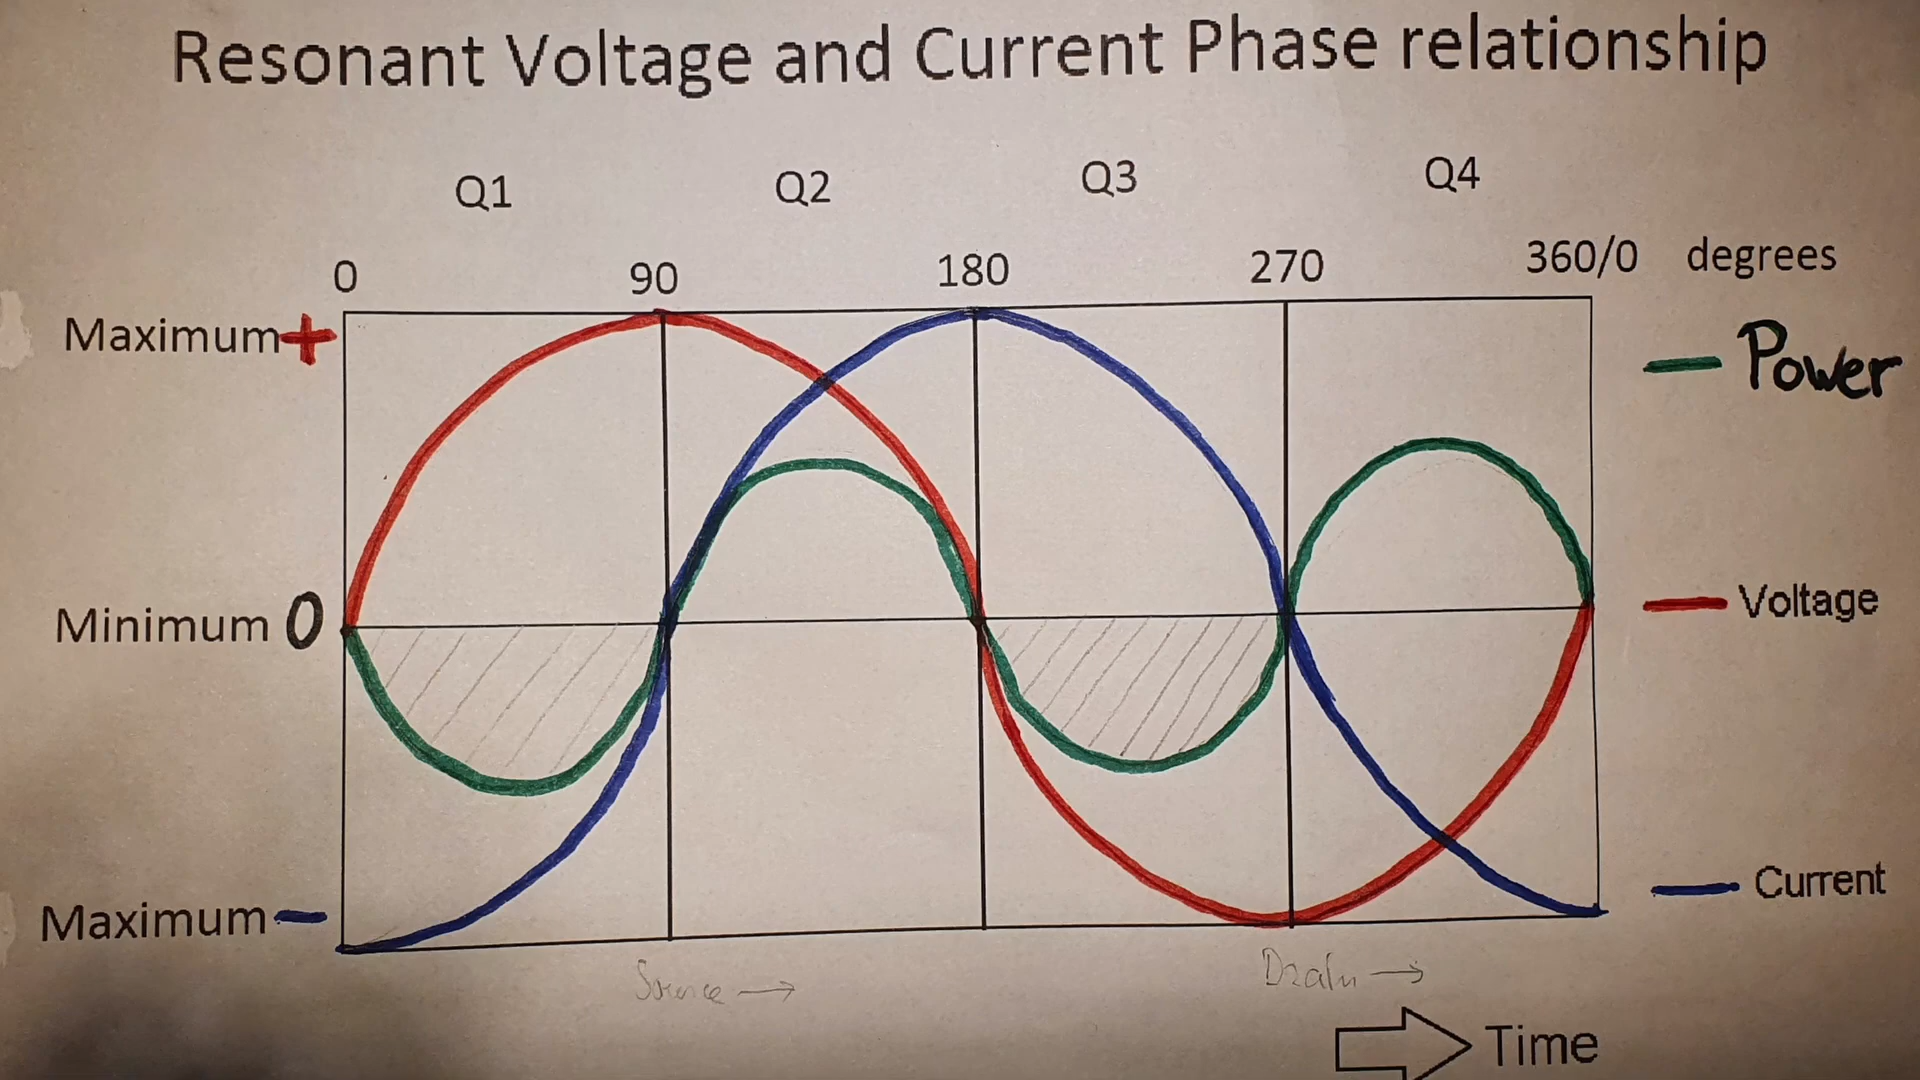 Resonant Voltage and Current Phase relationship
Q1 Q2 Q3 Q4
0 90 180 270 360/0 degrees
Maximum +
Power
Minimum 0
Voltage
Maximum -
Current
Source → Drain →
Time